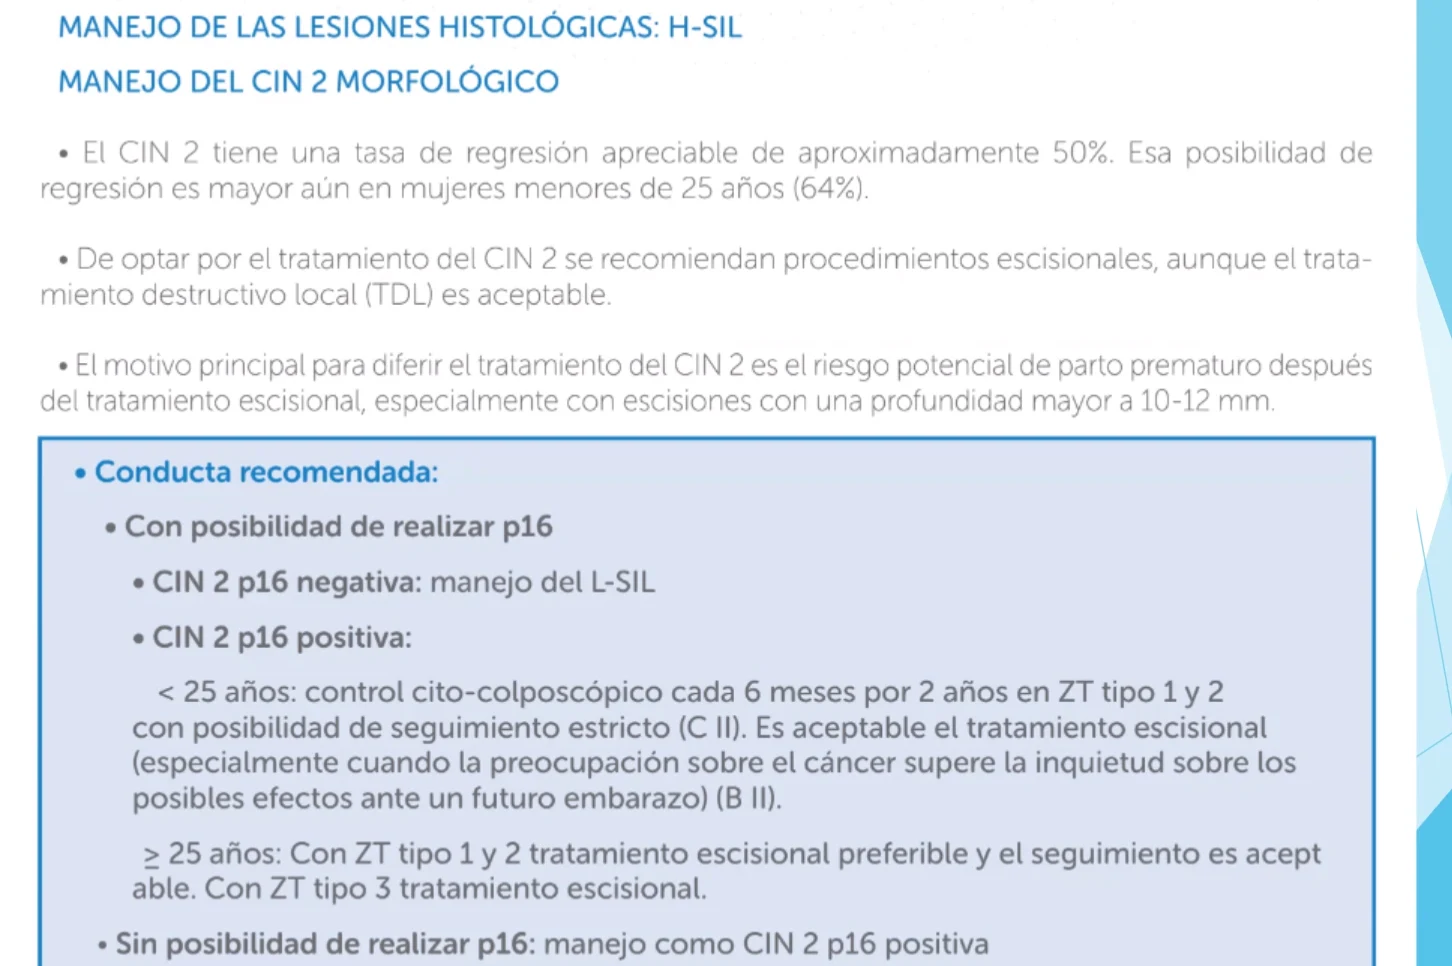 MANEJO DE LAS LESIONES HISTOLÓGICAS: H-SIL
MANEJO DEL CIN 2 MORFOLÓGICO
• El CIN 2 tiene una tasa de regresión apreciable de aproximadamente 50%. Esa posibilidad de
regresión es mayor aún en mujeres menores de 25 años (64%).
• De optar por el tratamiento del CIN 2 se recomiendan procedimientos escisionales, aunque el trata-
miento destructivo local (TDL) es aceptable.
• El motivo principal para diferir el tratamiento del CIN 2 es el riesgo potencial de parto prematuro después
del tratamiento escisional, especialmente con escisiones con una profundidad mayor a 10-12 mm.
• Conducta recomendada:
• Con posibilidad de realizar p16
• CIN 2 p16 negativa: manejo del L-SIL
• CIN 2 p16 positiva:
< 25 años: control cito-colposcópico cada 6 meses por 2 años en ZT tipo 1 y 2
con posibilidad de seguimiento estricto (C II). Es aceptable el tratamiento escisional
(especialmente cuando la preocupación sobre el cáncer supere la inquietud sobre los
posibles efectos ante un futuro embarazo) (B II).
≥ 25 años: Con ZT tipo 1 y 2 tratamiento escisional preferible y el seguimiento es acept
able. Con ZT tipo 3 tratamiento escisional.
• Sin posibilidad de realizar p16: manejo como CIN 2 p16 positiva